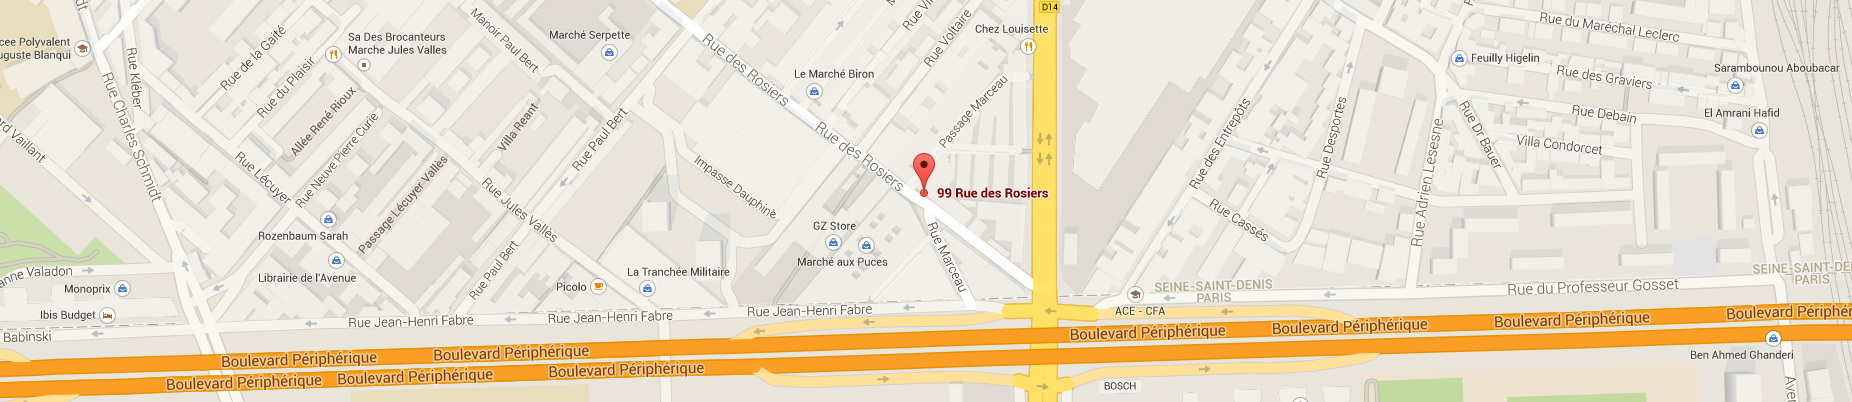 D14
cee Polyvalent
uguste Blanqui
Rue Kléber
Rue Charles Schmidt
Rue de la Gaité
Rue du Plaisir
Sa Des Brocanteurs
Marche Jules Valles
Manoir Paul Bert
Marché Serpette
Rue des Rosiers
Le Marché Biron
Rue Voltaire
Chez Louisette
Passage Marceau
Rue du Maréchal Leclerc
Feuilly Higelin
Rue des Graviers
Sarambounou Aboubacar
Rue Debain
El Amrani Hafid
Villa Condorcet
Rue Dr Bauer
Rue Adrien Lesesne
Rue Desportes
Rue des Entrepôts
Rue Cassés
Vaillant
Allée René Rioux
Rue Lécuyer
Rue Neuve Pierre Curie
Passage Lécuyer Vallès
Villa Reant
Rue Paul Bert
Rue Jules Vallès
Impasse Dauphine
Rue des Rosiers
99 Rue des Rosiers
Rue Marceau
GZ Store
Marché aux Puces
Rozenbaum Sarah
Librairie de l'Avenue
Rue Paul Bert
Picolo
La Tranchée Militaire
anne Valadon
Monoprix
Ibis Budget
Babinski
Rue Jean-Henri Fabre
Rue Jean-Henri Fabre
Rue Jean-Henri Fabre
SEINE-SAINT-DENIS
PARIS
ACE - CFA
Rue du Professeur Gosset
SEINE-SAINT-DEN
PARIS
Boulevard Périphérique
Boulevard Périphérique
Boulevard Périphérique
Boulevard Périphérique
Boulevard Périphérique
Boulevard Périphér
Boulevard Périphérique
Boulevard Périphérique
Boulevard Périphérique
Ben Ahmed Ghanderi
BOSCH
Ave